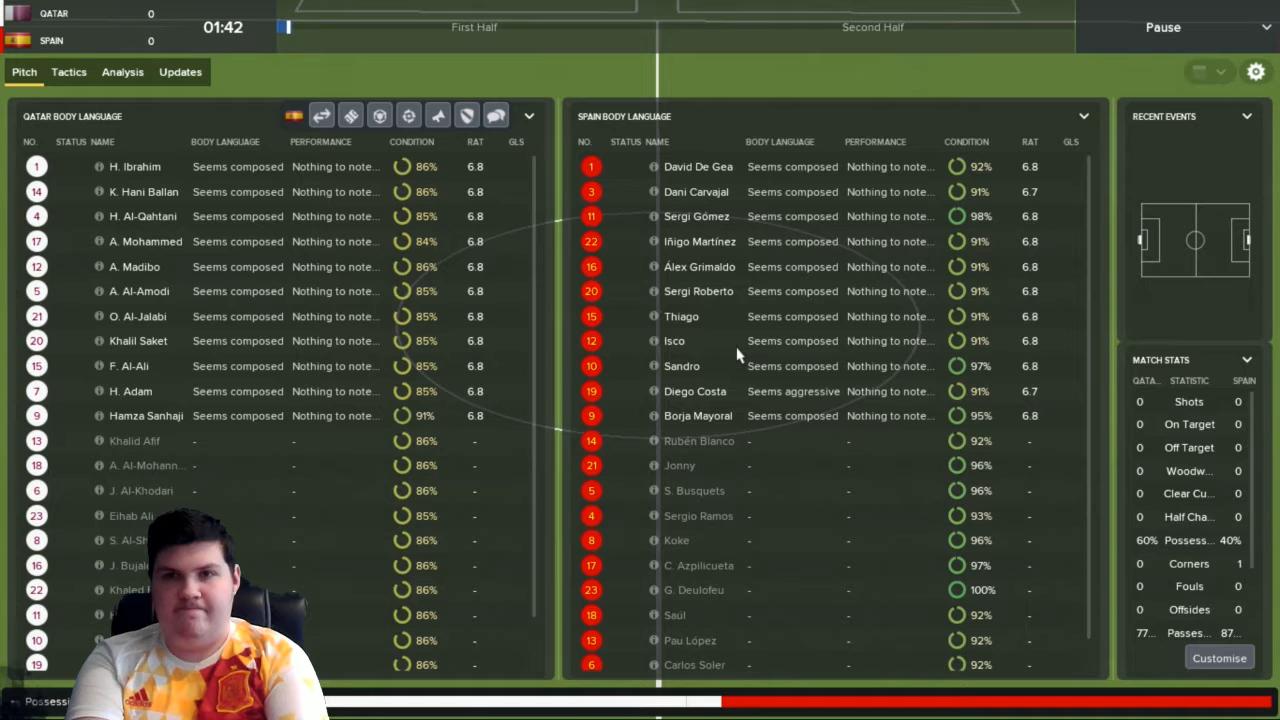 QATAR 0
SPAIN 0
01:42
First Half
Second Half
Pause
Pitch Tactics Analysis Updates
QATAR BODY LANGUAGE
NO. STATUS NAME BODY LANGUAGE PERFORMANCE CONDITION RAT GLS
1 H. Ibrahim Seems composed Nothing to note... 86% 6.8
14 K. Hani Ballan Seems composed Nothing to note... 86% 6.8
4 H. Al-Qahtani Seems composed Nothing to note... 85% 6.8
17 A. Mohammed Seems composed Nothing to note... 84% 6.8
12 A. Madibo Seems composed Nothing to note... 86% 6.8
5 A. Al-Amodi Seems composed Nothing to note... 85% 6.8
21 O. Al-Jalabi Seems composed Nothing to note... 85% 6.8
20 Khalil Saket Seems composed Nothing to note... 85% 6.8
15 F. Al-Ali Seems composed Nothing to note... 85% 6.8
7 H. Adam Seems composed Nothing to note... 85% 6.8
9 Hamza Sanhaji Seems composed Nothing to note... 91% 6.8
13 Khalid Afif - - 86% -
18 A. Al-Mohann... - - 86% -
6 J. Al-Khodari - - 86% -
23 Eihab Ali - - 85% -
8 S. Al-Sh - 86% -
16 J. Bujal - 86% -
22 Khaled - 86% -
11 - 86% -
10 - 86% -
19 - 86% -
SPAIN BODY LANGUAGE
NO. STATUS NAME BODY LANGUAGE PERFORMANCE CONDITION RAT GLS
1 David De Gea Seems composed Nothing to note... 92% 6.8
3 Dani Carvajal Seems composed Nothing to note... 91% 6.7
11 Sergi Gómez Seems composed Nothing to note... 98% 6.8
22 Iñigo Martínez Seems composed Nothing to note... 91% 6.8
16 Álex Grimaldo Seems composed Nothing to note... 91% 6.8
20 Sergi Roberto Seems composed Nothing to note... 91% 6.8
15 Thiago Seems composed Nothing to note... 91% 6.8
12 Isco Seems composed Nothing to note... 91% 6.8
10 Sandro Seems composed Nothing to note... 97% 6.8
19 Diego Costa Seems aggressive Nothing to note... 91% 6.7
9 Borja Mayoral Seems composed Nothing to note... 95% 6.8
14 Rubén Blanco - - 92% -
21 Jonny - - 96% -
5 S. Busquets - - 96% -
4 Sergio Ramos - - 93% -
8 Koke - - 96% -
17 C. Azpilicueta - - 97% -
23 G. Deulofeu - - 100% -
18 Saúl - - 92% -
13 Pau López - - 92% -
6 Carlos Soler - - 92% -
RECENT EVENTS
MATCH STATS
QATA... STATISTIC SPAIN
0 Shots 0
0 On Target 0
0 Off Target 0
0 Woodw... 0
0 Clear Cu... 0
0 Half Cha... 0
60% Possess... 40%
0 Corners 1
0 Fouls 0
0 Offsides 0
77... Passes... 87...
Customise
Possessi